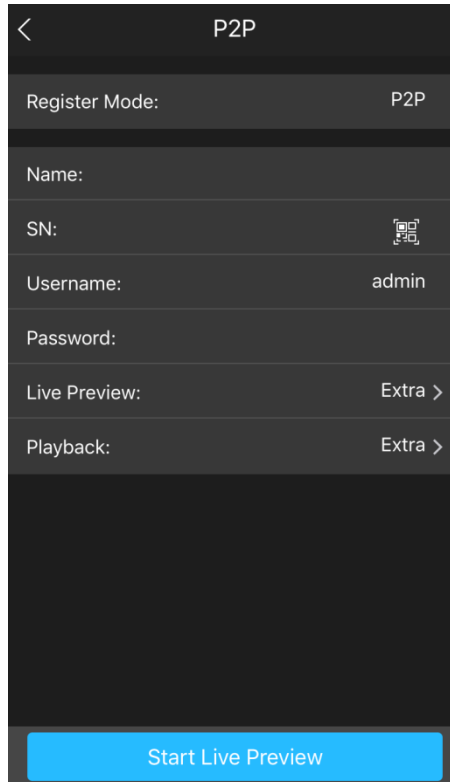 P2P
Register Mode: P2P
Name:
SN:
Username: admin
Password:
Live Preview: Extra
Playback: Extra
Start Live Preview